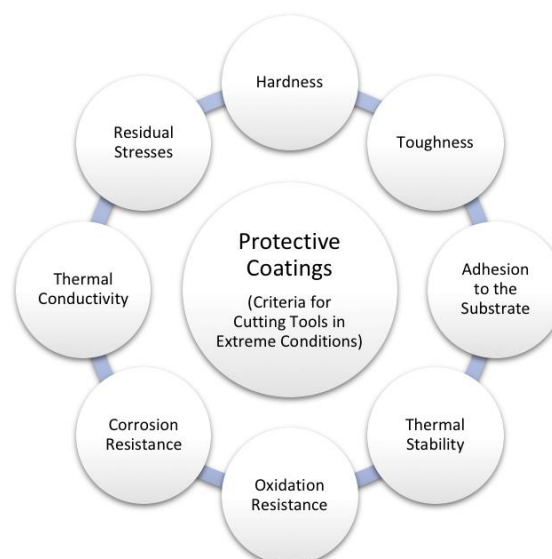 Protective
Coatings
(Criteria for
Cutting Tools in
Extreme Conditions)
Hardness
Toughness
Adhesion
to the
Substrate
Thermal
Stability
Oxidation
Resistance
Corrosion
Resistance
Thermal
Conductivity
Residual
Stresses